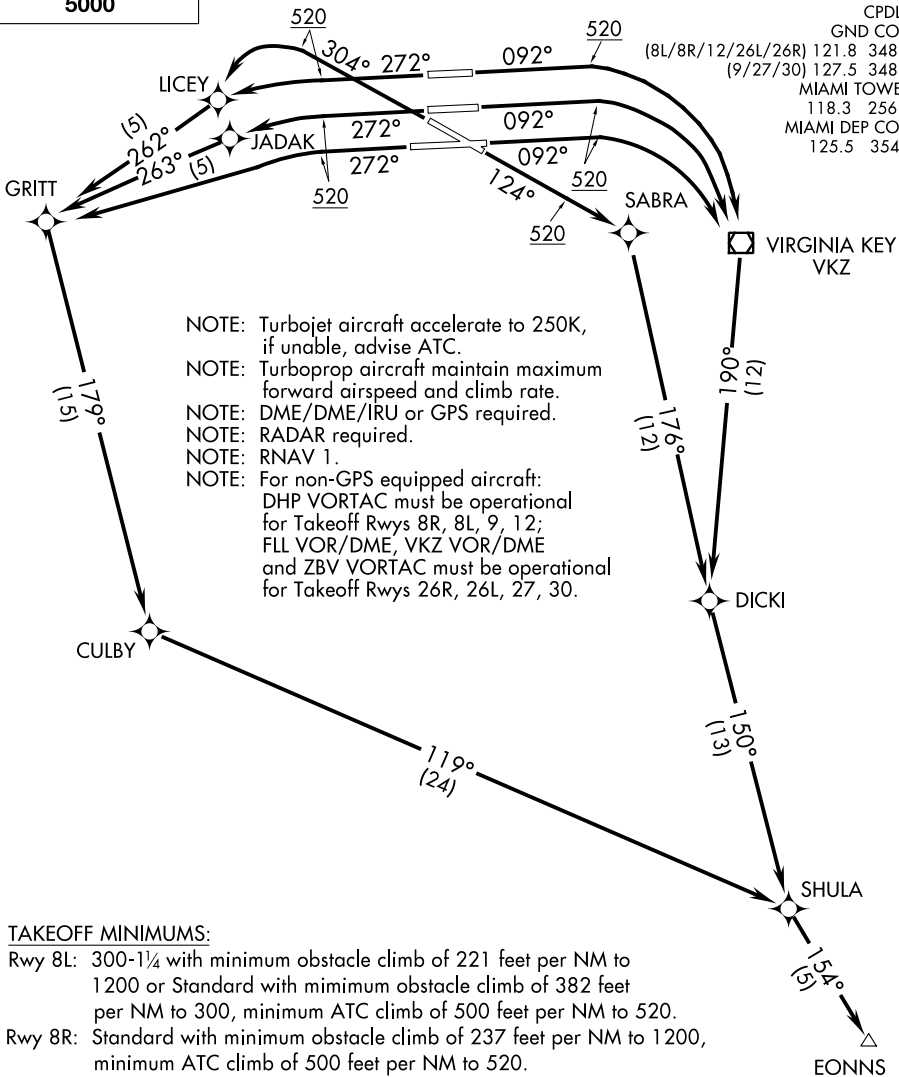 5000
CPDL
GND CO
(8L/8R/12/26L/26R) 121.8 348
(9/27/30) 127.5 348
MIAMI TOWE
118.3 256
MIAMI DEP CO
125.5 354
520
520
304°
272°
092°
LICEY
(5)
262°
JADAK
272°
092°
263°
(5)
272°
092°
GRITT
520
124°
520
520
SABRA
VIRGINIA KEY
VKZ
NOTE: Turbojet aircraft accelerate to 250K,
if unable, advise ATC.
NOTE: Turboprop aircraft maintain maximum
forward airspeed and climb rate.
NOTE: DME/DME/IRU or GPS required.
NOTE: RADAR required.
NOTE: RNAV 1.
NOTE: For non-GPS equipped aircraft:
DHP VORTAC must be operational
for Takeoff Rwys 8R, 8L, 9, 12;
FLL VOR/DME, VKZ VOR/DME
and ZBV VORTAC must be operational
for Takeoff Rwys 26R, 26L, 27, 30.
179°
(15)
190°
(12)
176°
(12)
DICKI
CULBY
150°
(13)
119°
(24)
SHULA
154°
(5)
EONNS
TAKEOFF MINIMUMS:
Rwy 8L: 300-1¼ with minimum obstacle climb of 221 feet per NM to
1200 or Standard with mimimum obstacle climb of 382 feet
per NM to 300, minimum ATC climb of 500 feet per NM to 520.
Rwy 8R: Standard with minimum obstacle climb of 237 feet per NM to 1200,
minimum ATC climb of 500 feet per NM to 520.